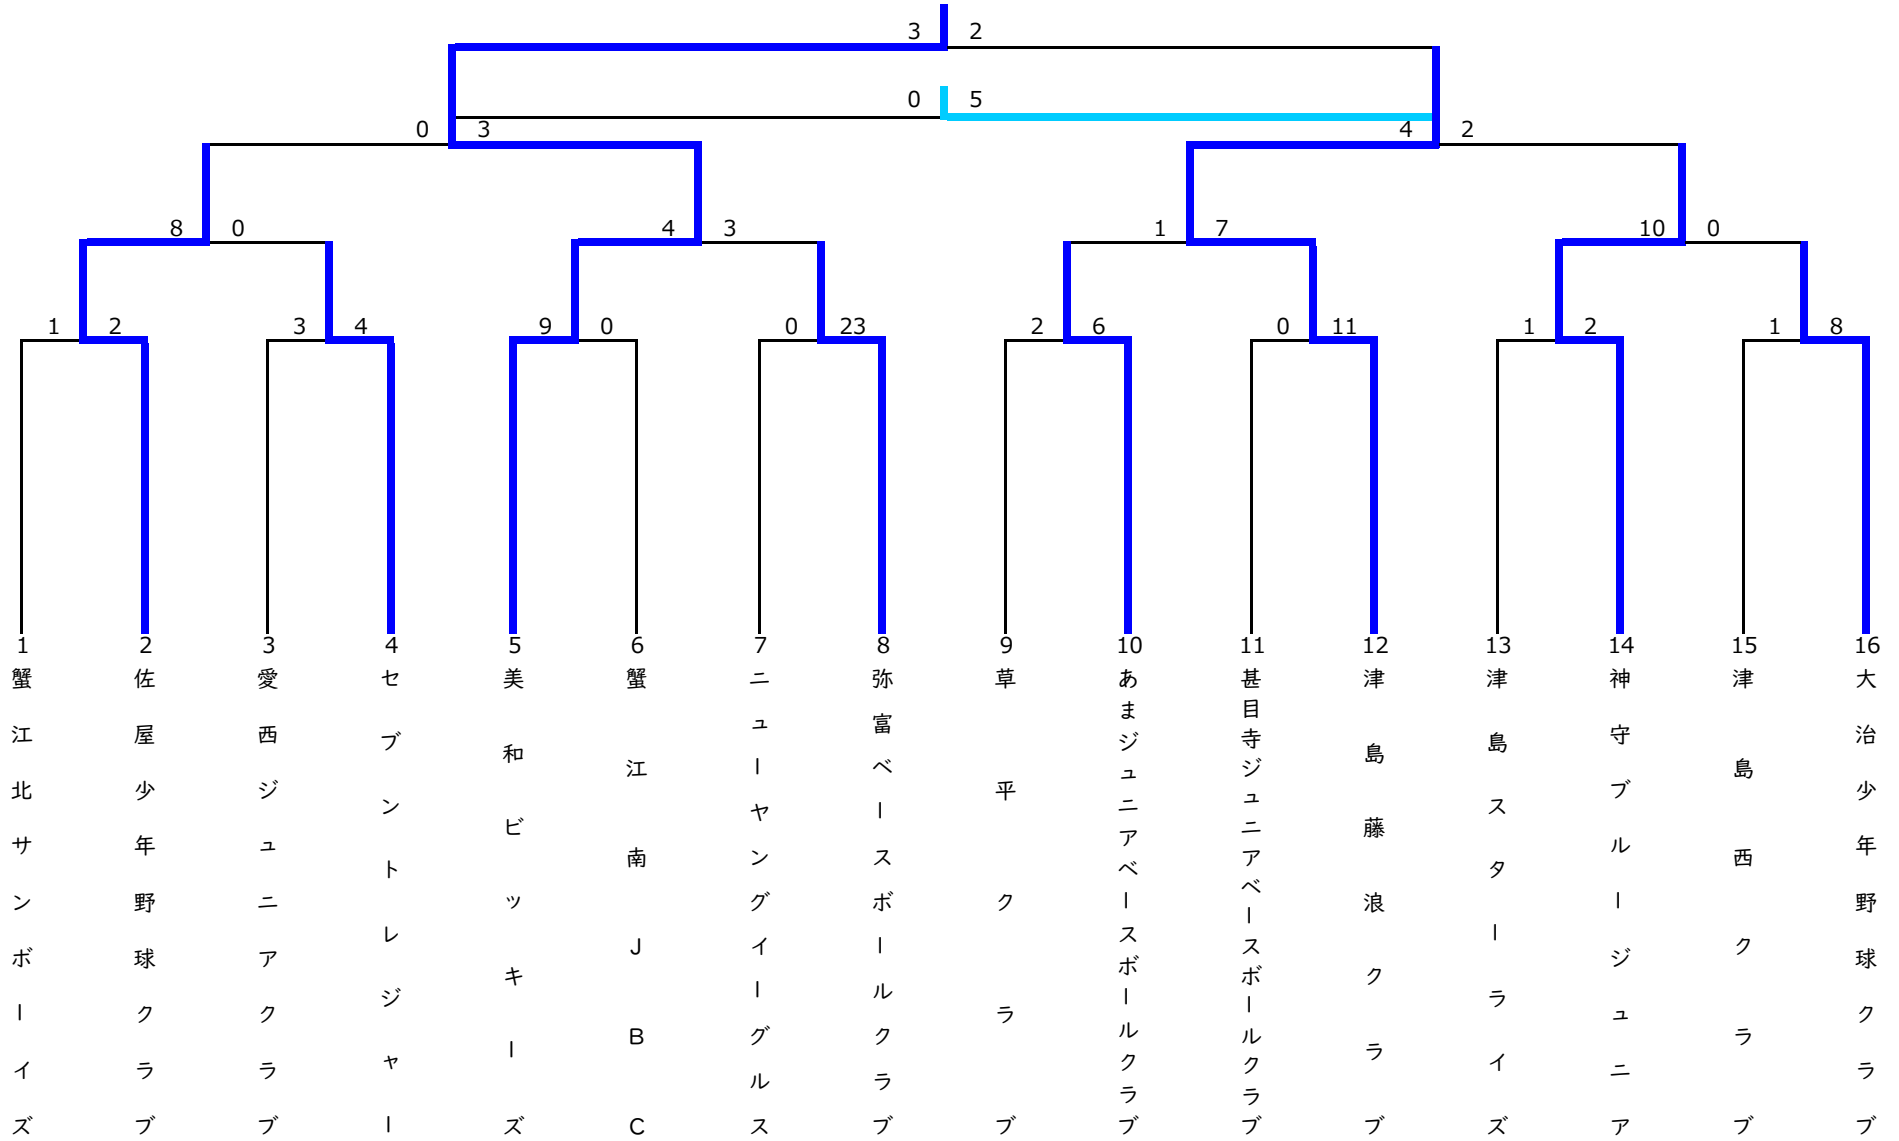 3 2
0 5
0 3 4 2
8 0 4 3 1 7 10 0
1 2 3 4 9 0 0 23 2 6 0 11 1 2 1 8
1 2 3 4 5 6 7 8 9 10 11 12 13 14 15 16
蟹江北サンボーイズ
佐屋少年野球クラブ
愛西ジュニアクラブ
セブントレジャー
美和ビッキーズ
蟹江南JBC
ニューヤングイーグルス
弥富ベースボールクラブ
草平クラブ
あまジュニアベースボールクラブ
甚目寺ジュニアベースボールクラブ
津島藤浪クラブ
津島スターライズ
神守ブルージュニア
津島西クラブ
大治少年野球クラブ